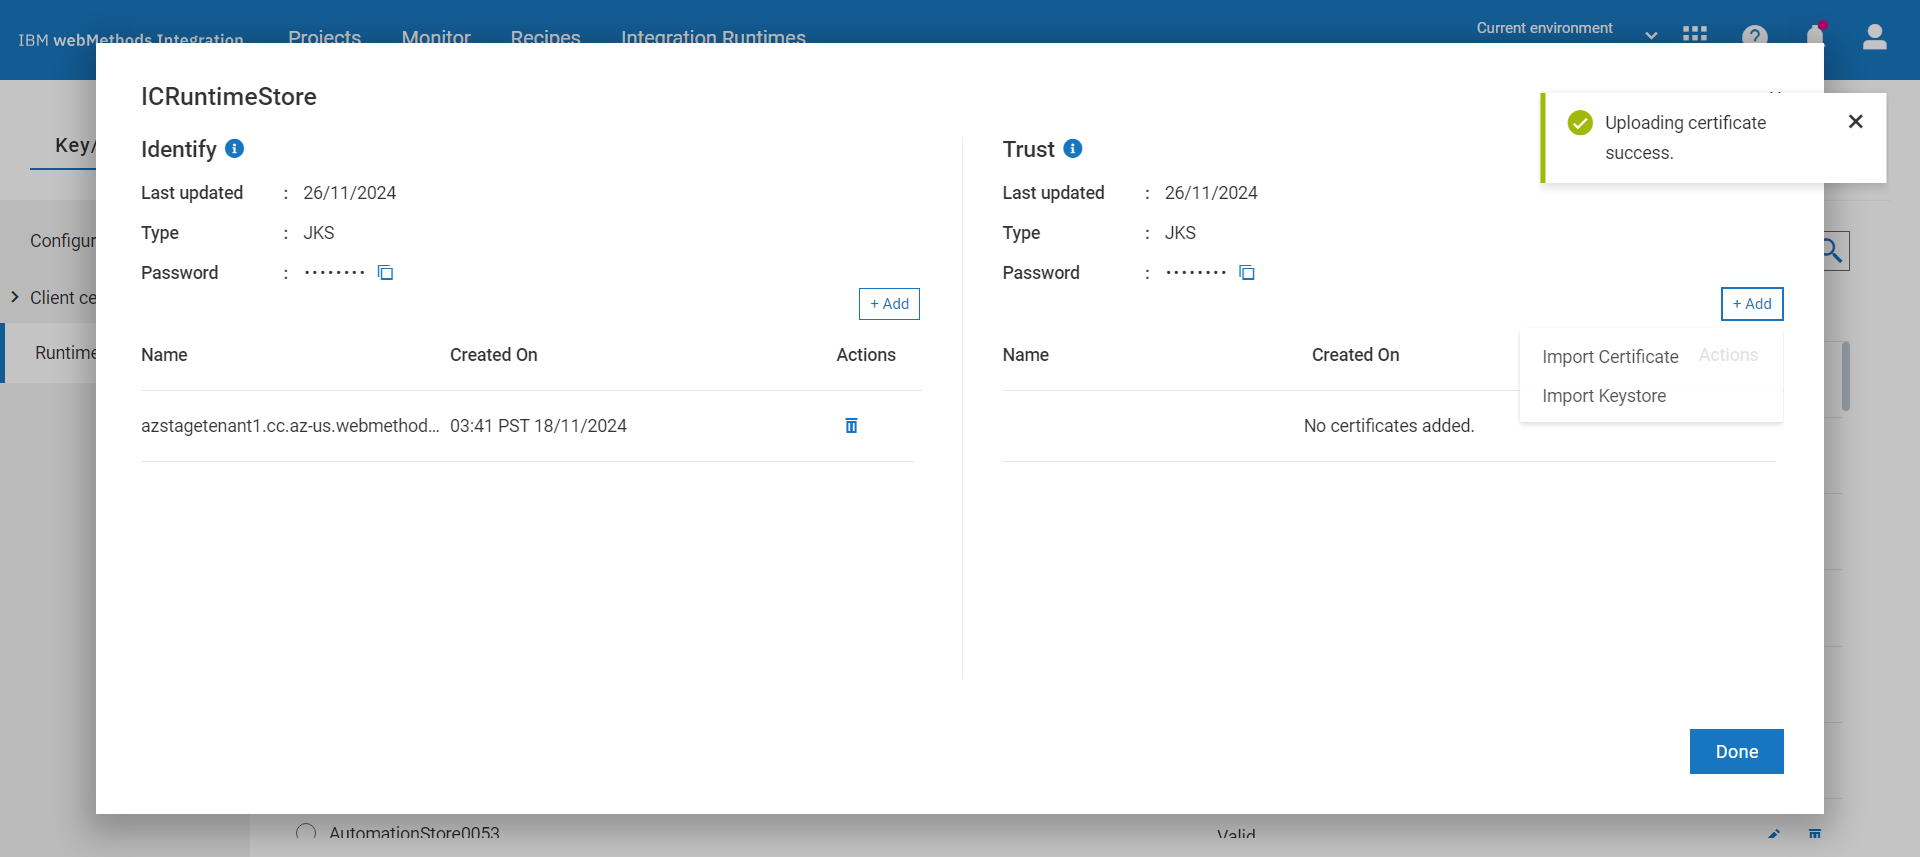 IBM webMethods Integration
Projects
Monitor
Recipes
Integration Runtimes
Current environment
ICRuntimeStore
Uploading certificate
success.
Key/
Configur
Client ce
Runtime
Identify
Last updated : 26/11/2024
Type : JKS
Password : ••••••••
+ Add
Name Created On Actions
azstagetenant1.cc.az-us.webmethod... 03:41 PST 18/11/2024
Trust
Last updated : 26/11/2024
Type : JKS
Password : ••••••••
+ Add
Name Created On Actions
Import Certificate
Import Keystore
No certificates added.
Done
AutomationStore0053 Valid